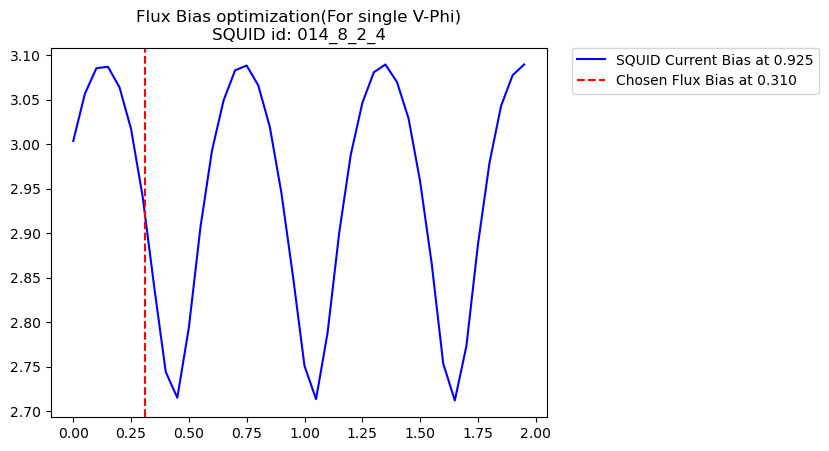 Flux Bias optimization(For single V-Phi)
SQUID id: 014_8_2_4
3.10
3.05
3.00
2.95
2.90
2.85
2.80
2.75
2.70
0.00 0.25 0.50 0.75 1.00 1.25 1.50 1.75 2.00
SQUID Current Bias at 0.925
Chosen Flux Bias at 0.310